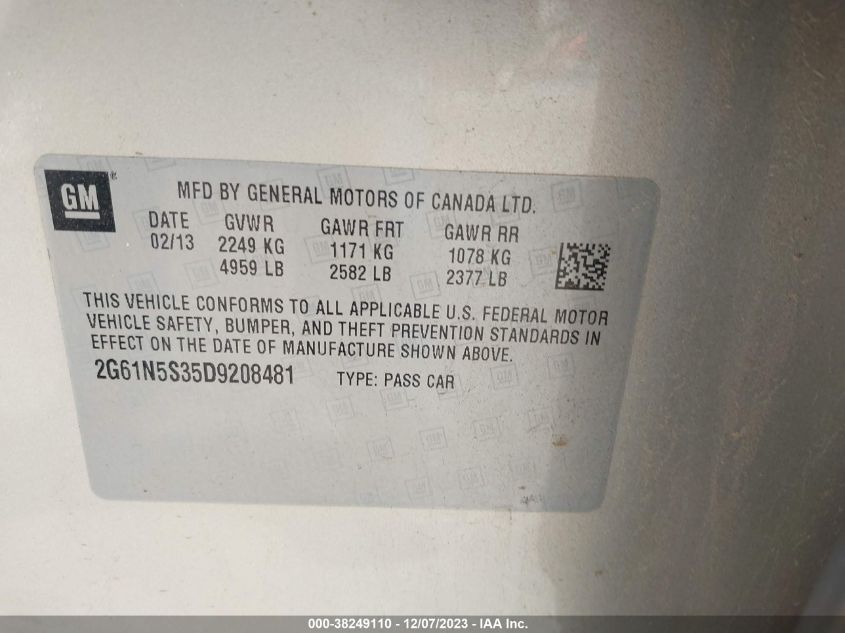 GM ®
MFD BY GENERAL MOTORS OF CANADA LTD.
DATE GVWR GAWR FRT GAWR RR
02/13 2249 KG 1171 KG 1078 KG
4959 LB 2582 LB 2377 LB
THIS VEHICLE CONFORMS TO ALL APPLICABLE U.S. FEDERAL MOTOR
VEHICLE SAFETY, BUMPER, AND THEFT PREVENTION STANDARDS IN
EFFECT ON THE DATE OF MANUFACTURE SHOWN ABOVE.
2G61N5S35D9208481 TYPE: PASS CAR
000-38249110 - 12/07/2023 - IAA Inc.